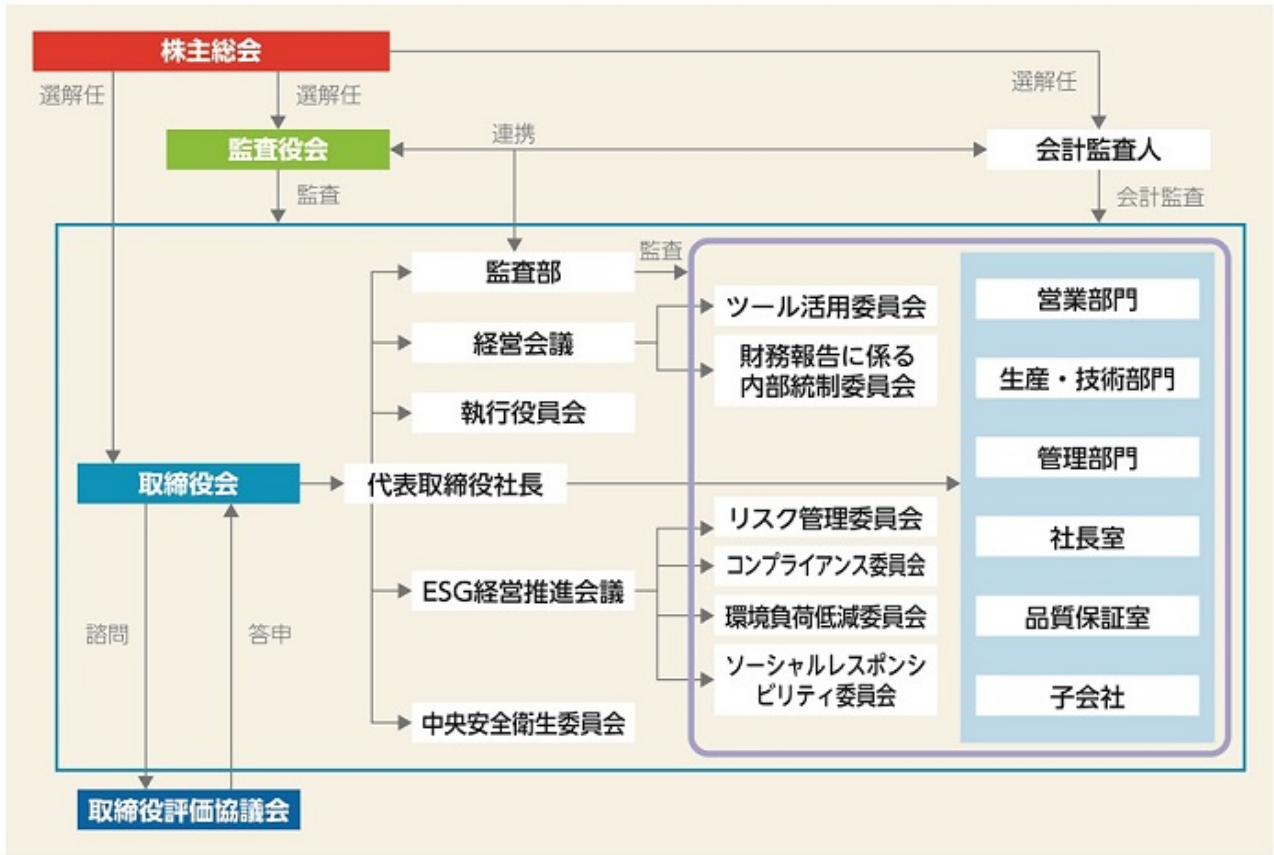 株主総会
選解任
選解任
選解任
監査役会
連携
会計監査人
監査
会計監査
監査部
監査
経営会議
執行役員会
取締役会
代表取締役社長
ESG経営推進会議
中央安全衛生委員会
ツール活用委員会
財務報告に係る
内部統制委員会
リスク管理委員会
コンプライアンス委員会
環境負荷低減委員会
ソーシャルレスポンシ
ビリティ委員会
営業部門
生産・技術部門
管理部門
社長室
品質保証室
子会社
諮問
答申
取締役評価協議会